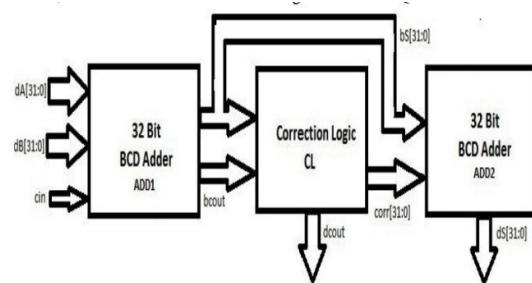 bS[31:0]
dA[31:0]
dB[31:0]
cin
32 Bit
BCD Adder
ADD1
bcout
Correction Logic
CL
dcout
corr[31:0]
32 Bit
BCD Adder
ADD2
dS[31:0]